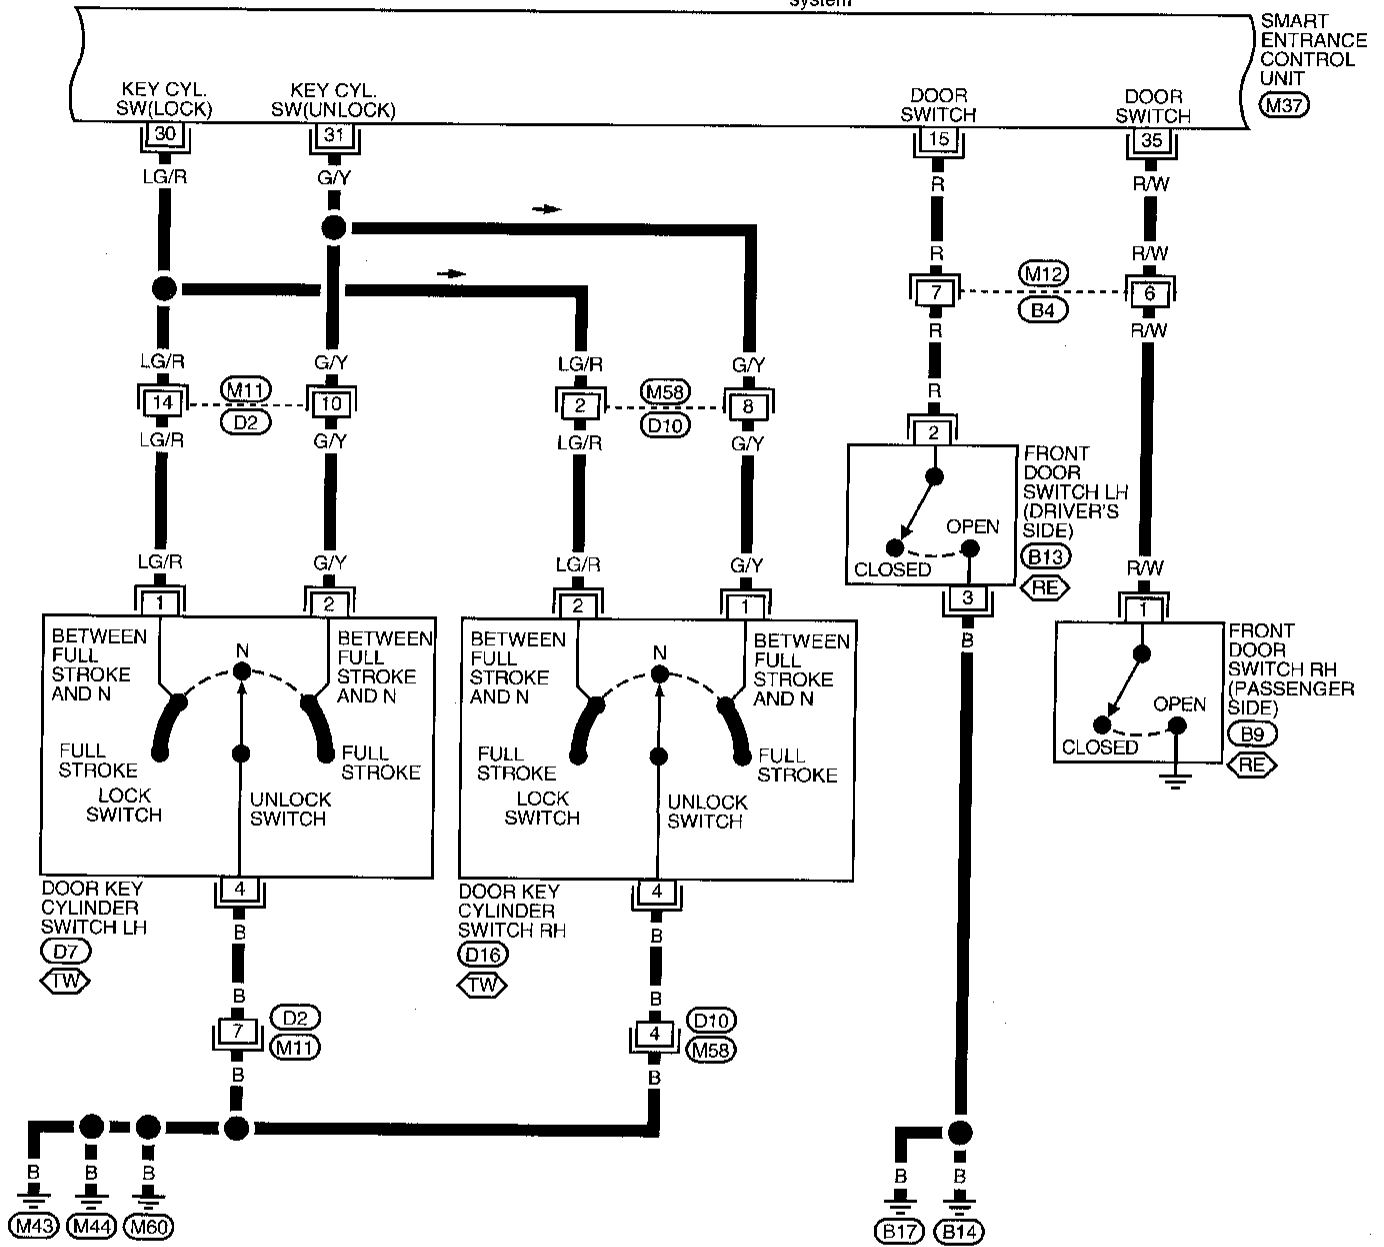 system
SMART
ENTRANCE
CONTROL
UNIT
M37
KEY CYL.
SW(LOCK)
KEY CYL.
SW(UNLOCK)
DOOR
SWITCH
DOOR
SWITCH
30
31
15
35
LG/R
G/Y
R
R/W
R
R/W
7
M12
B4
6
R
R/W
LG/R
G/Y
LG/R
G/Y
R
14
M11
D2
10
2
M58
D10
8
LG/R
G/Y
LG/R
G/Y
2
FRONT
DOOR
SWITCH LH
(DRIVER'S
SIDE)
B13
RE
OPEN
CLOSED
3
B
LG/R
G/Y
LG/R
G/Y
R/W
1
2
2
1
1
BETWEEN
FULL
STROKE
AND N
N
BETWEEN
FULL
STROKE
AND N
FULL
STROKE
FULL
STROKE
LOCK
SWITCH
UNLOCK
SWITCH
BETWEEN
FULL
STROKE
AND N
N
BETWEEN
FULL
STROKE
AND N
FULL
STROKE
FULL
STROKE
LOCK
SWITCH
UNLOCK
SWITCH
FRONT
DOOR
SWITCH RH
(PASSENGER
SIDE)
B9
RE
OPEN
CLOSED
4
4
DOOR KEY
CYLINDER
SWITCH LH
D7
TW
DOOR KEY
CYLINDER
SWITCH RH
D16
TW
B
B
B
B
7
D2
M11
4
D10
M58
B
B
B
B
B
B
B
M43
M44
M60
B17
B14